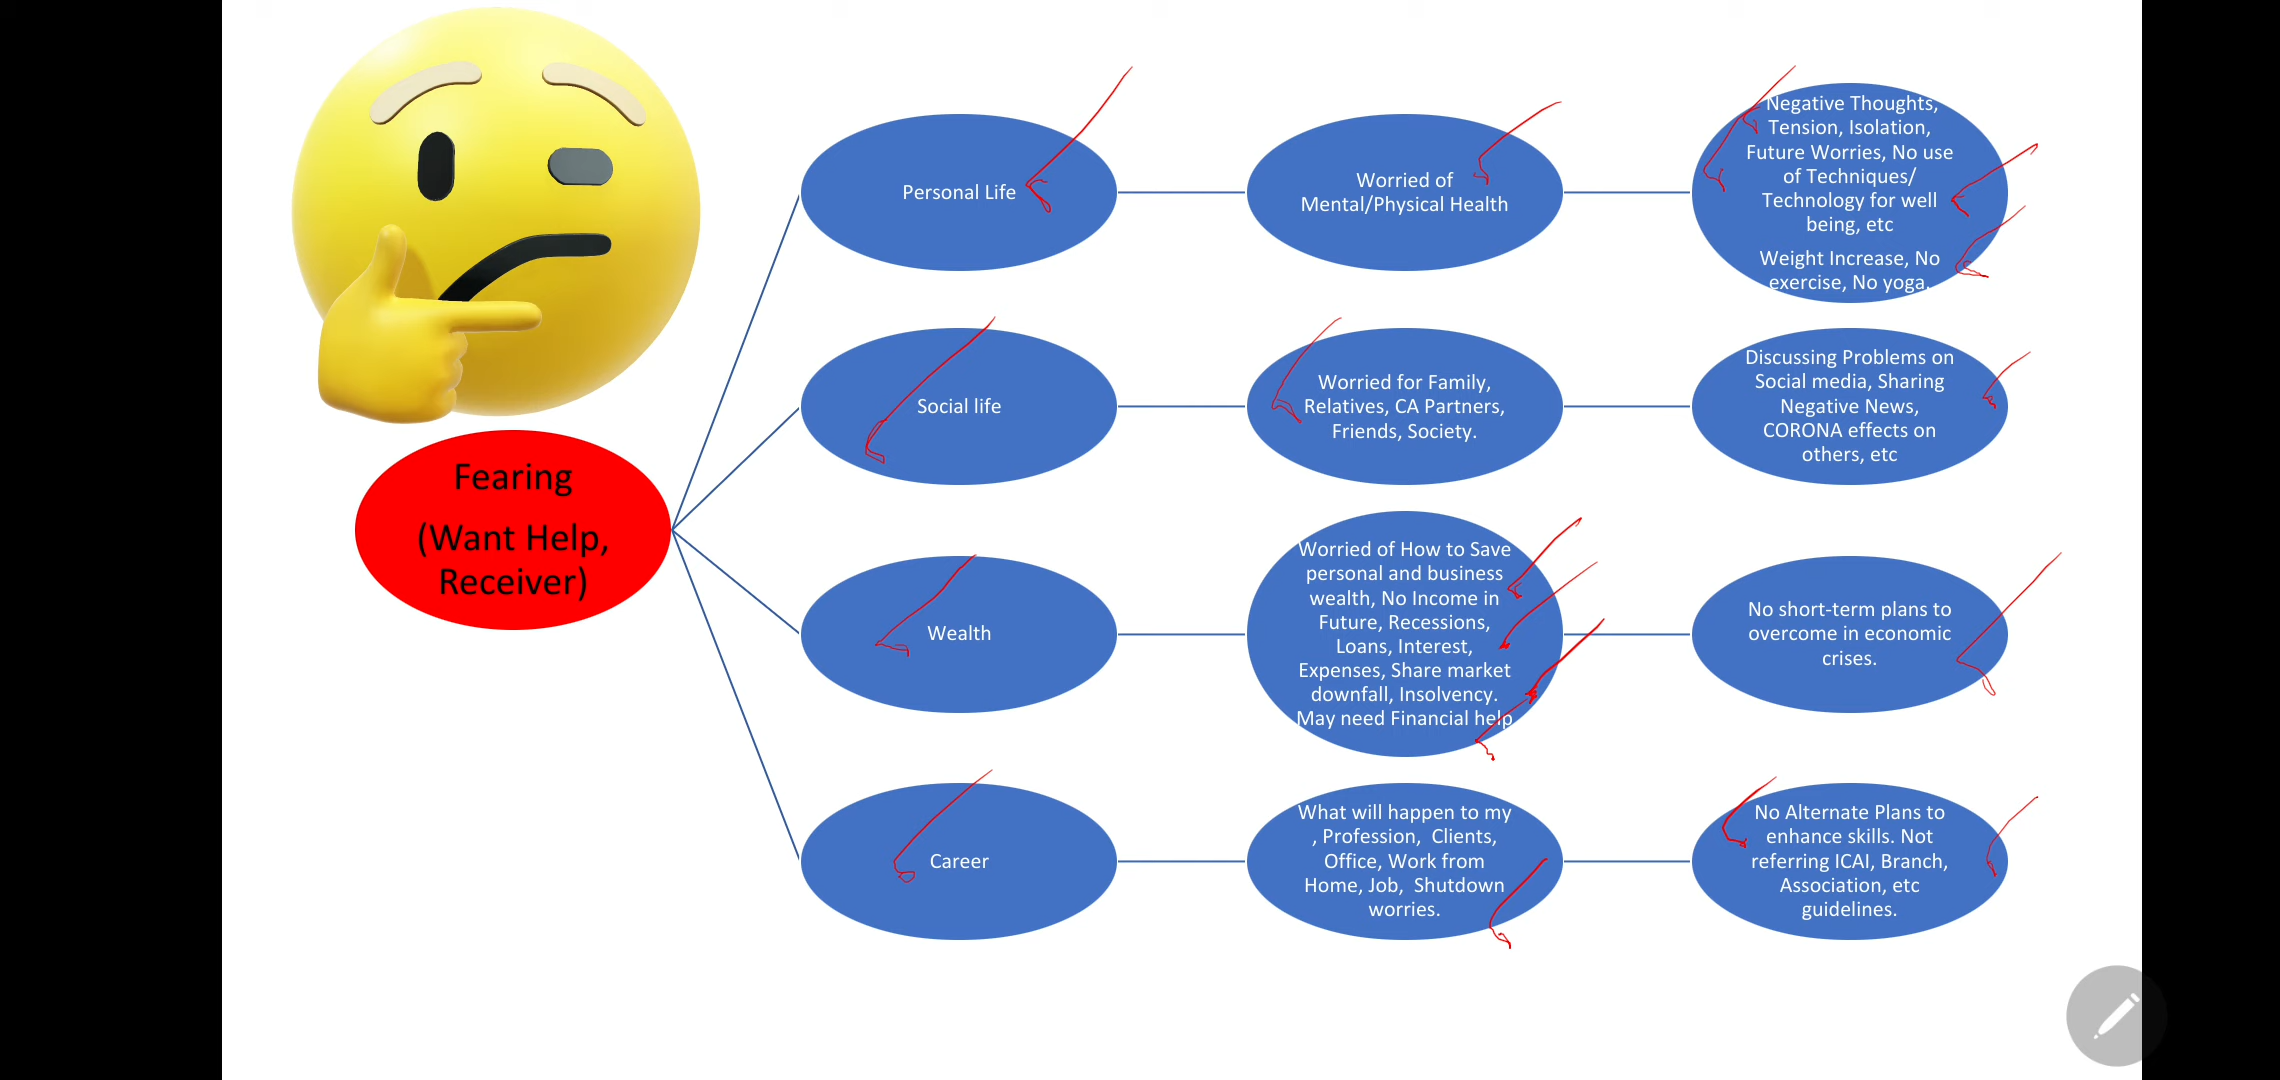 Fearing
(Want Help,
Receiver)
Personal Life
Worried of
Mental/Physical Health
Negative Thoughts,
Tension, Isolation,
Future Worries, No use
of Techniques/
Technology for well
being, etc
Weight Increase, No
exercise, No yoga.
Social life
Worried for Family,
Relatives, CA Partners,
Friends, Society.
Discussing Problems on
Social media, Sharing
Negative News,
CORONA effects on
others, etc
Wealth
Worried of How to Save
personal and business
wealth, No Income in
Future, Recessions,
Loans, Interest,
Expenses, Share market
downfall, Insolvency.
May need Financial help
No short-term plans to
overcome in economic
crises.
Career
What will happen to my
, Profession, Clients,
Office, Work from
Home, Job, Shutdown
worries.
No Alternate Plans to
enhance skills. Not
referring ICAI, Branch,
Association, etc
guidelines.